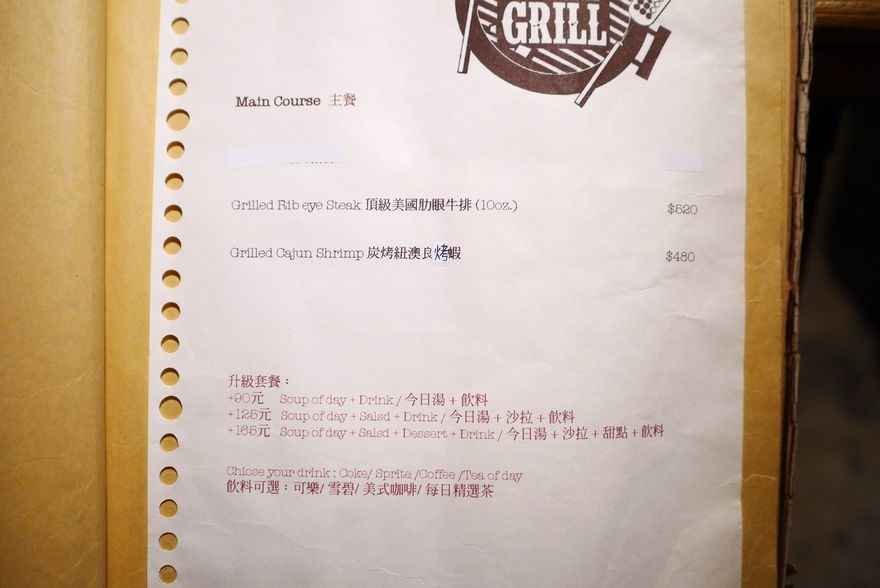 GRILL
Main Course 主餐
Grilled Rib eye Steak 頂級美國肋眼牛排 (10oz.) $520
Grilled Cajun Shrimp 炭烤紐澳良烤蝦 $480
升級套餐：
+90元 Soup of day + Drink / 今日湯 + 飲料
+125元 Soup of day + Salsd + Drink / 今日湯 + 沙拉 + 飲料
+165元 Soup of day + Salsd + Dessert + Drink / 今日湯 + 沙拉 + 甜點 + 飲料
Chiose your drink : Coke/ Sprite /Coffee /Tea of day
飲料可選：可樂/ 雪碧/ 美式咖啡/ 每日精選茶